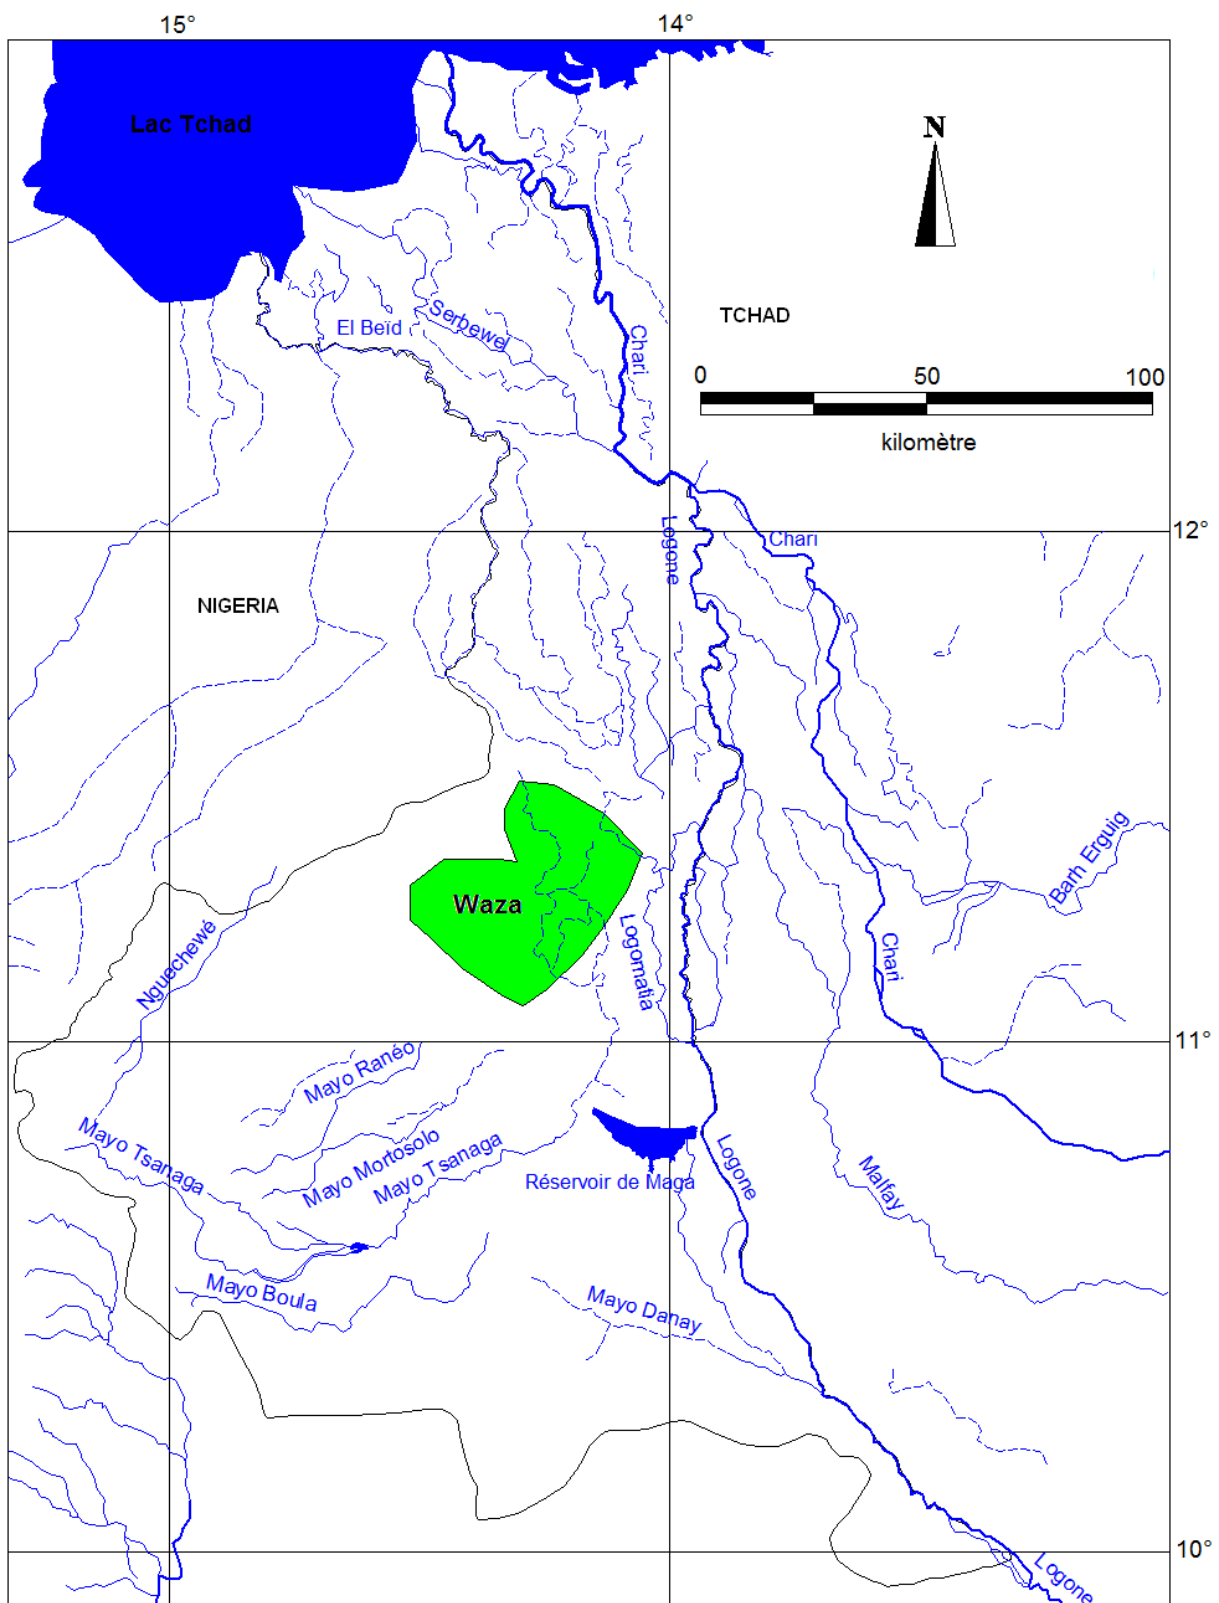 15°
14°
Lac Tchad
N
TCHAD
El Beïd
Serbewel
Chari
0
50
100
kilomètre
12°
Logone
Chari
NIGERIA
Barh Erguig
Waza
Logomatia
Nguechewé
Chari
11°
Mayo Ranéo
Mayo Tsanaga
Mayo Mortosolo
Mayo Tsanaga
Logone
Réservoir de Maga
Malfay
Mayo Boula
Mayo Danay
10°
Logone